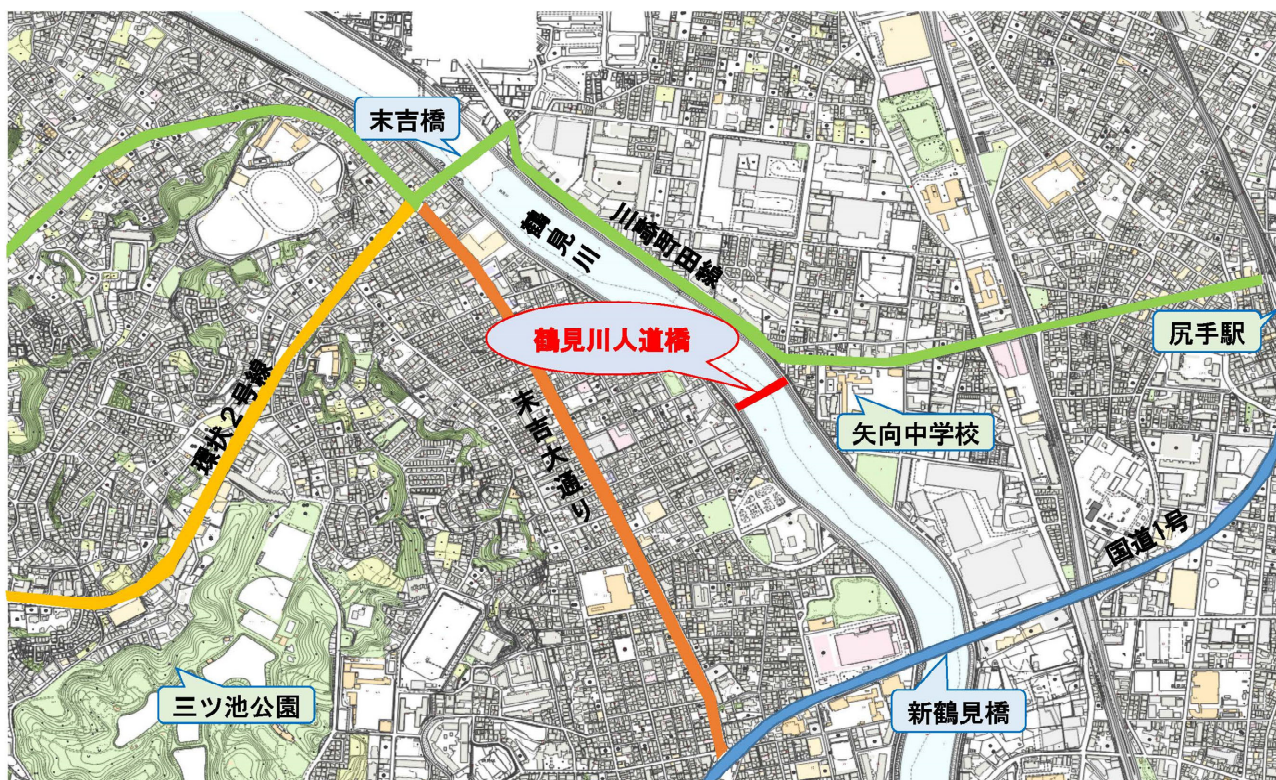 末吉橋
鶴見川
川崎町田線
鶴見川人道橋
尻手駅
矢向中学校
環状2号線
末吉大通り
国道1号
三ツ池公園
新鶴見橋